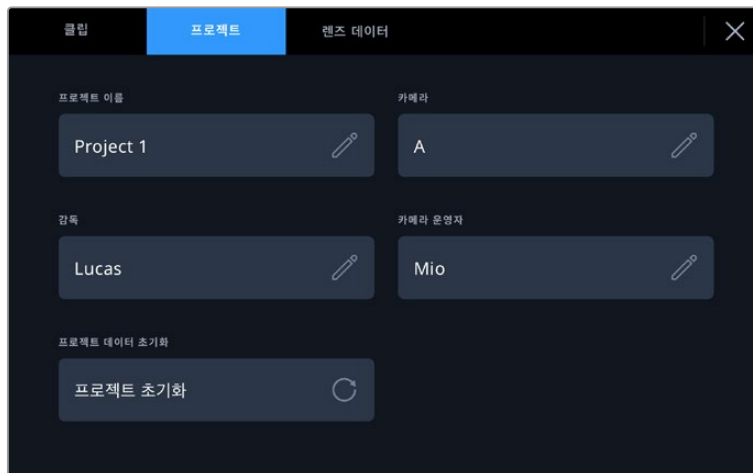 클립 프로젝트 렌즈 데이터
프로젝트 이름 카메라
Project 1 A
감독 카메라 운영자
Lucas Mio
프로젝트 데이터 초기화
프로젝트 초기화